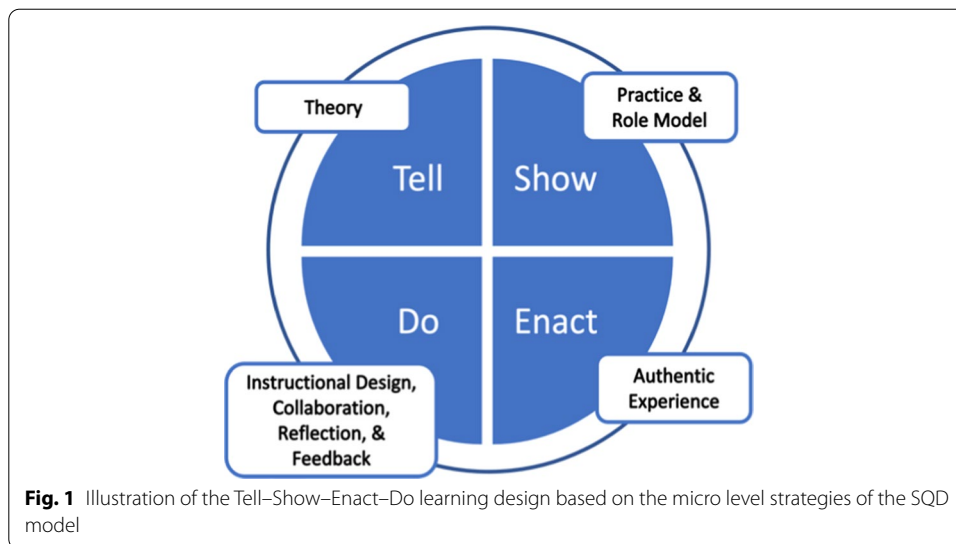 Theory
Practice &
Role Model
Tell
Show
Do
Enact
Instructional Design,
Collaboration,
Reflection, &
Feedback
Authentic
Experience
Fig. 1 Illustration of the Tell–Show–Enact–Do learning design based on the micro level strategies of the SQD
model